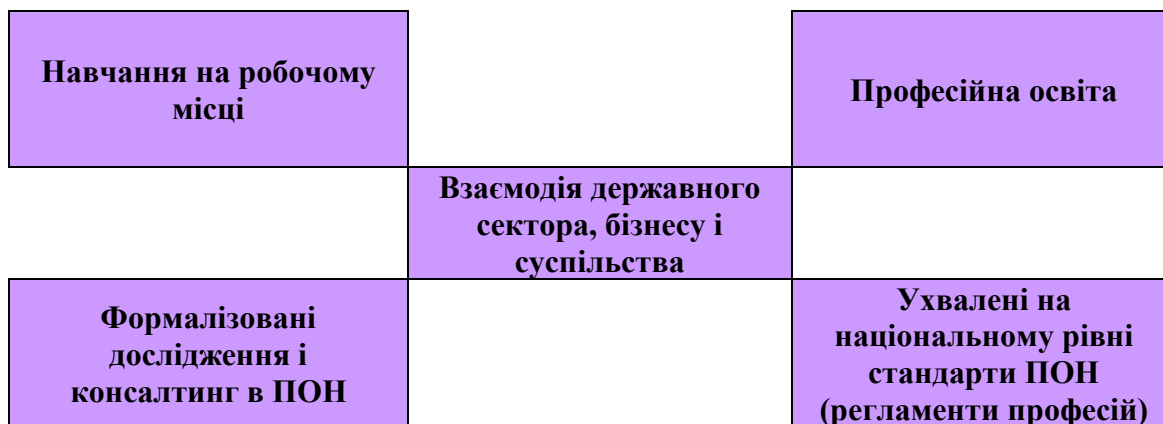 Навчання на робочому
місці
Професійна освіта
Взаємодія державного
сектора, бізнесу і
суспільства
Формалізовані
дослідження і
консалтинг в ПОН
Ухвалені на
національному рівні
стандарти ПОН
(регламенти професій)